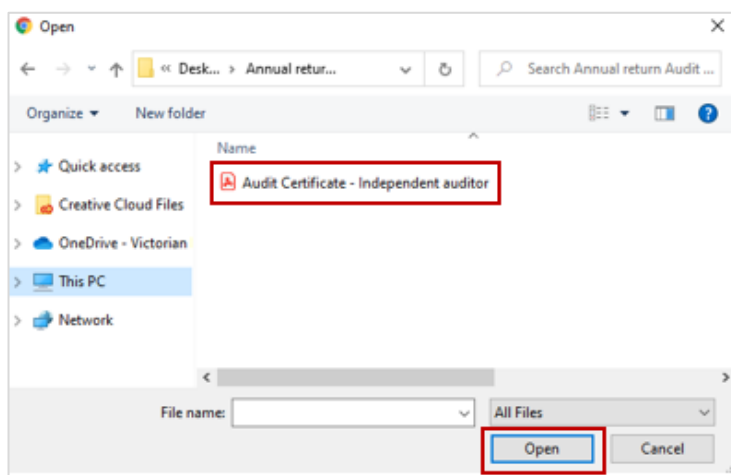 Open
« Desk... › Annual retur...
Search Annual return Audit ...
Organize
New folder
Name
Quick access
Audit Certificate - Independent auditor
Creative Cloud Files
OneDrive - Victorian
This PC
Network
File name:
All Files
Open
Cancel